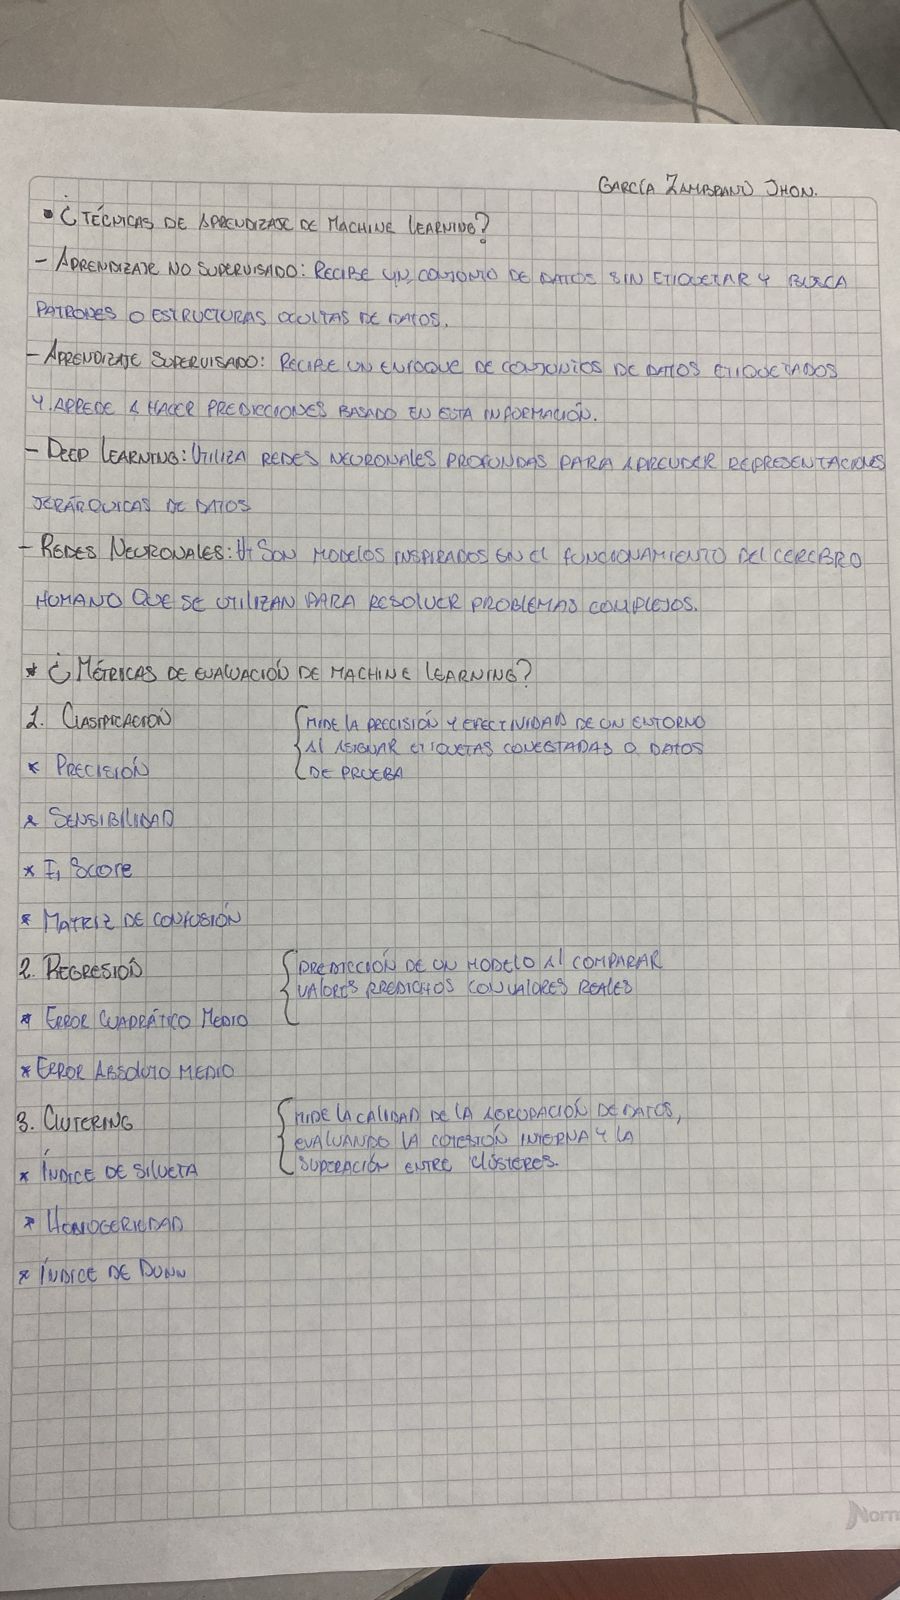 García Zambrano Jhon.
• ¿Técnicas de Aprendizaje de Machine Learning?
- Aprendizaje no supervisado: Recibe un conjunto de datos sin etiquetar y busca
patrones o estructuras ocultas de datos.
- Aprendizaje Supervisado: Recibe un enfoque de conjuntos de datos etiquetados
y aprede a hacer predicciones basado en esta información.
- Deep Learning: Utiliza redes neuronales profundas para aprender representaciones
jerárquicas de datos
- Redes Neuronales: Son modelos inspirados en el funcionamiento del cerebro
humano que se utilizan para resolver problemas complejos.
* ¿Métricas de evaluación de machine learning?
1. Clasificación
Mide la precisión y efectividad de un entorno
al asignar etiquetas conestadas o datos
de prueba
* Precisión
* Sensibilidad
* F1 Score
* Matriz de confusión
2. Regresión
Predicción de un modelo al comparar
valores predichos con valores reales
* Error Cuadrático Medio
* Error Absoluto Medio
3. Clutering
Mide la calidad de la agrupación de datos,
evaluando la cohesión interna y la
superación entre clústeres.
* Índice de Silueta
* Homogeriedad
* Índice de Dunn
Norm